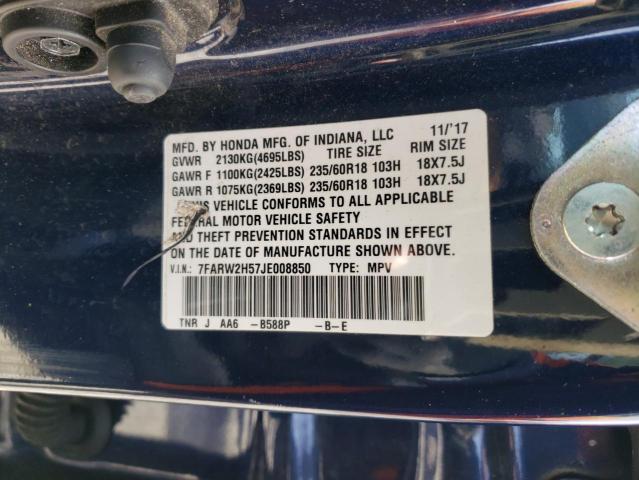 MFD. BY HONDA MFG. OF INDIANA, LLC 11/'17
GVWR 2130KG(4695LBS) TIRE SIZE RIM SIZE
GAWR F 1100KG(2425LBS) 235/60R18 103H 18X7.5J
GAWR R 1075KG(2369LBS) 235/60R18 103H 18X7.5J
THIS VEHICLE CONFORMS TO ALL APPLICABLE
FEDERAL MOTOR VEHICLE SAFETY
AND THEFT PREVENTION STANDARDS IN EFFECT
ON THE DATE OF MANUFACTURE SHOWN ABOVE.
V.I.N.: 7FARW2H57JE008850 TYPE: MPV
TNR J AA6 -B588P -B-E